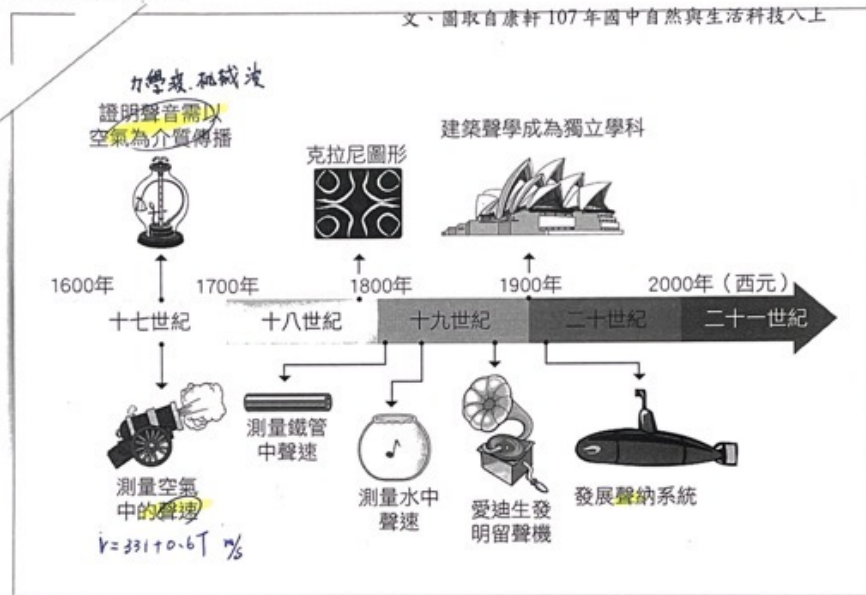 文、圖取自康軒 107 年國中自然與生活科技八上
力學波．机械波
證明聲音需以
空氣為介質傳播
克拉尼圖形
建築聲學成為獨立學科
1600年
1700年
1800年
1900年
2000年（西元）
十七世紀
十八世紀
十九世紀
二十世紀
二十一世紀
測量空氣
中的聲速
測量鐵管
中聲速
測量水中
聲速
愛迪生發
明留聲機
發展聲納系統
v=331+0.6T m/s